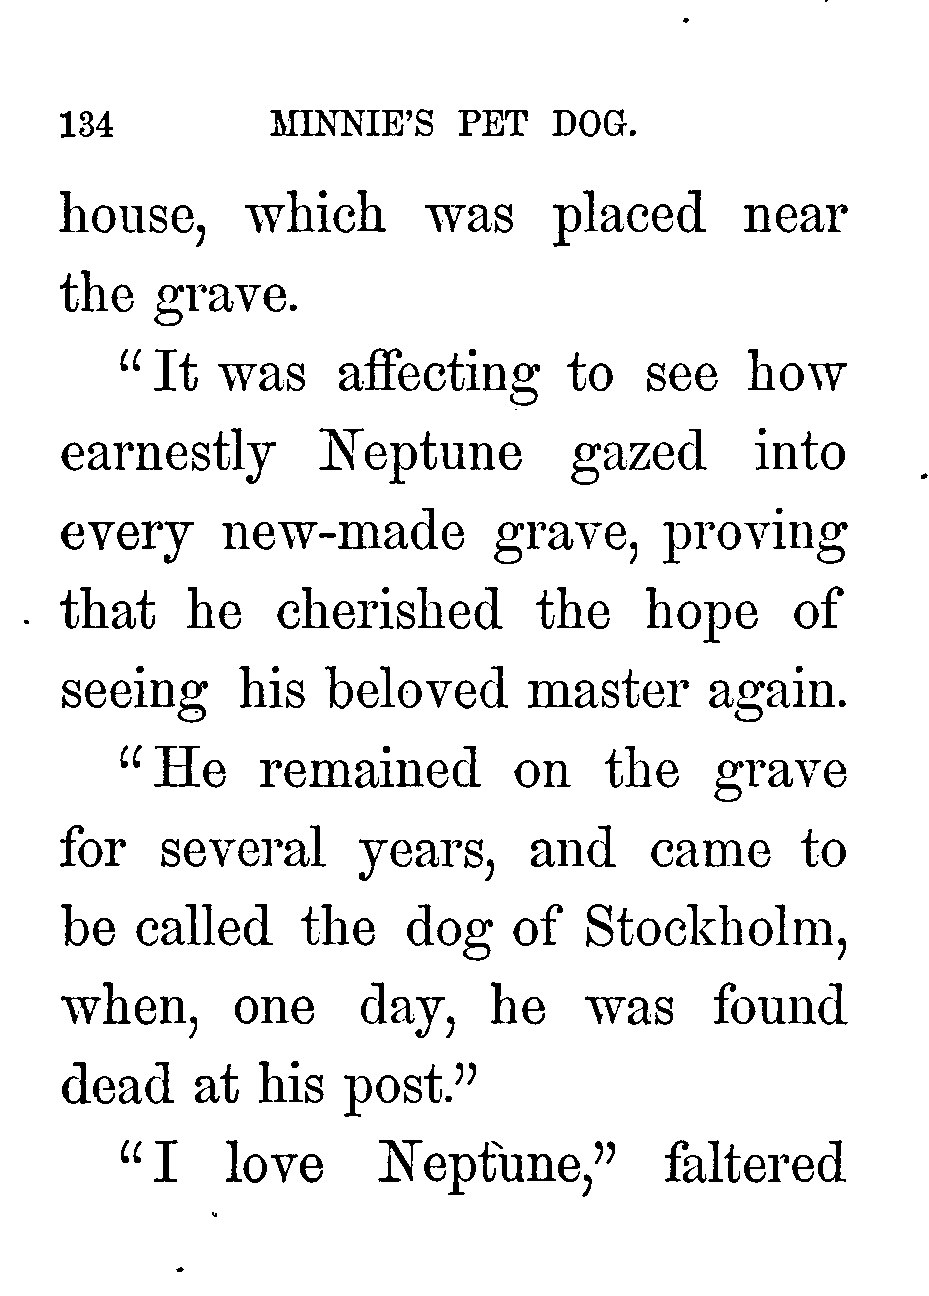 134 MINNIE'S PET DOG.
house, which was placed near
the grave.
"It was affecting to see how
earnestly Neptune gazed into
every new-made grave, proving
that he cherished the hope of
seeing his beloved master again.
"He remained on the grave
for several years, and came to
be called the dog of Stockholm,
when, one day, he was found
dead at his post."
"I love Neptune," faltered